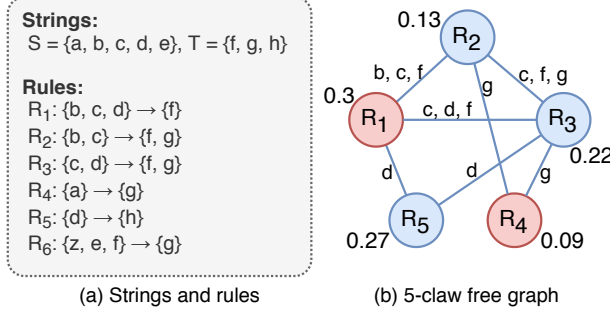 Strings:
S = {a, b, c, d, e}, T = {f, g, h}
Rules:
R₁: {b, c, d} → {f}
R₂: {b, c} → {f, g}
R₃: {c, d} → {f, g}
R₄: {a} → {g}
R₅: {d} → {h}
R₆: {z, e, f} → {g}
(a) Strings and rules
0.13
R₂
b, c, f
c, f, g
g
0.3
R₁
c, d, f
R₃
0.22
d
d
g
R₅
R₄
0.27
0.09
(b) 5-claw free graph